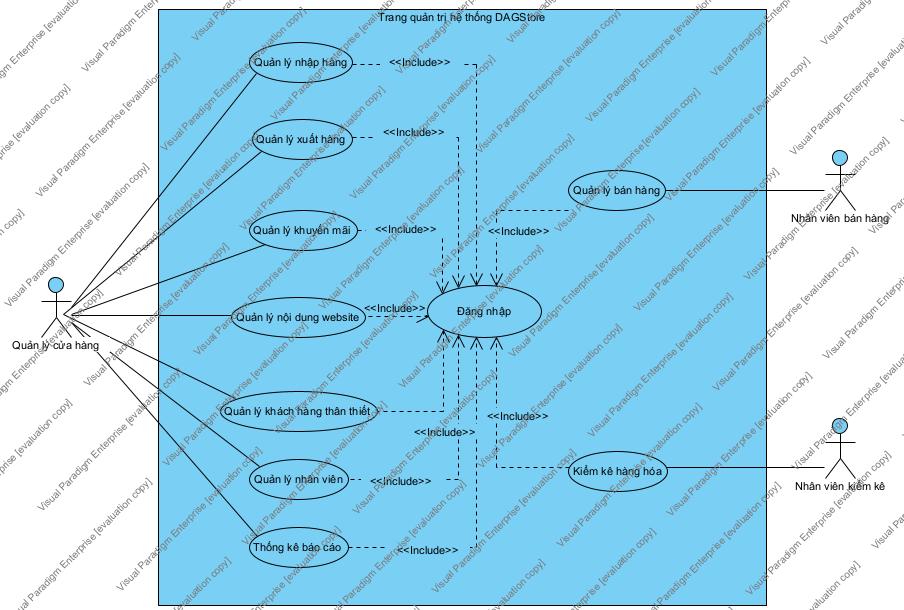 Trang quản trị hệ thống DAGStore
Quản lý nhập hàng
<<Include>>
Quản lý xuất hàng
<<Include>>
Quản lý khuyến mãi
<<Include>>
Quản lý nội dung website
<<Include>>
Quản lý khách hàng thân thiết
<<Include>>
Quản lý nhân viên
<<Include>>
Thống kê báo cáo
<<Include>>
Đăng nhập
Quản lý bán hàng
<<Include>>
Kiểm kê hàng hóa
<<Include>>
Quản lý cửa hàng
Nhân viên bán hàng
Nhân viên kiểm kê
Visual Paradigm Enterprise [evaluation copy]